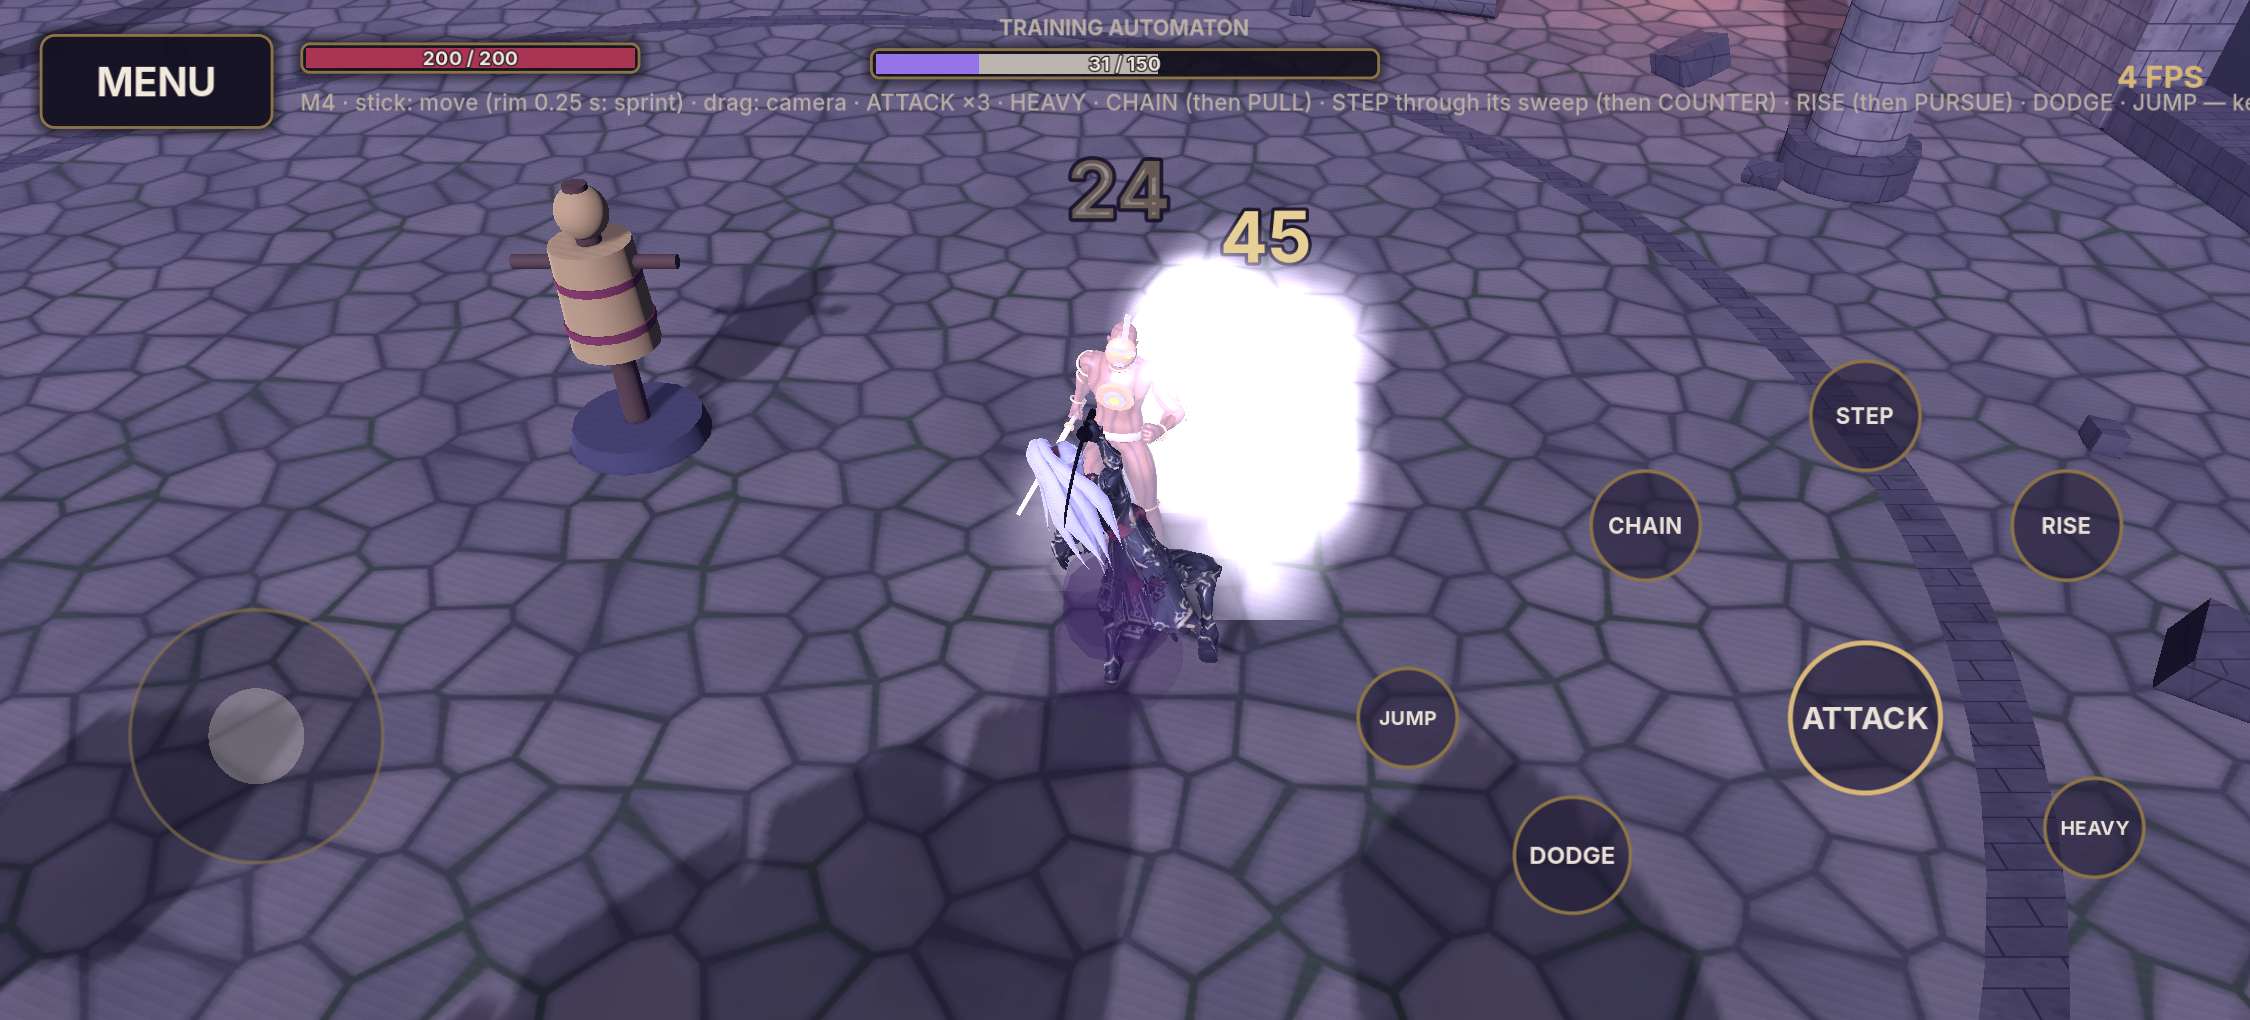 TRAINING AUTOMATON
MENU
200 / 200
31 / 150
4 FPS
M4 · stick: move (rim 0.25 s: sprint) · drag: camera · ATTACK ×3 · HEAVY · CHAIN (then PULL) · STEP through its sweep (then COUNTER) · RISE (then PURSUE) · DODGE · JUMP —
24
45
STEP
CHAIN
RISE
JUMP
ATTACK
HEAVY
DODGE